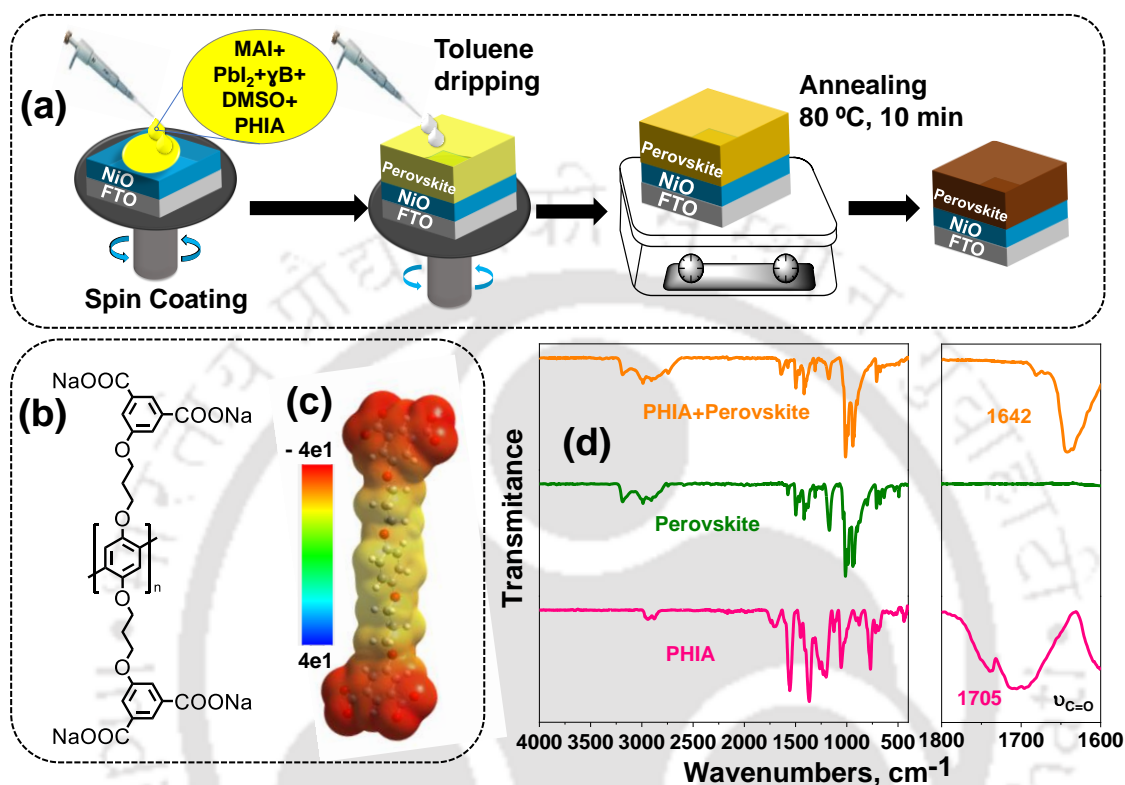 (a)
MAI+
PbI₂+ɣB+
DMSO+
PHIA
NiO
FTO
Spin Coating
Toluene
dripping
Perovskite
NiO
FTO
Annealing
80 ⁰C, 10 min
Perovskite
NiO
FTO
Perovskite
NiO
FTO
(b)
NaOOC
COONa
O
O
[ ]n
O
O
COONa
NaOOC
(c)
- 4e1
4e1
(d)
Transmitance
PHIA+Perovskite
Perovskite
PHIA
1642
1705
υC=O
4000 3500 3000 2500 2000 1500 1000 500
1800 1700 1600
Wavenumbers, cm-1